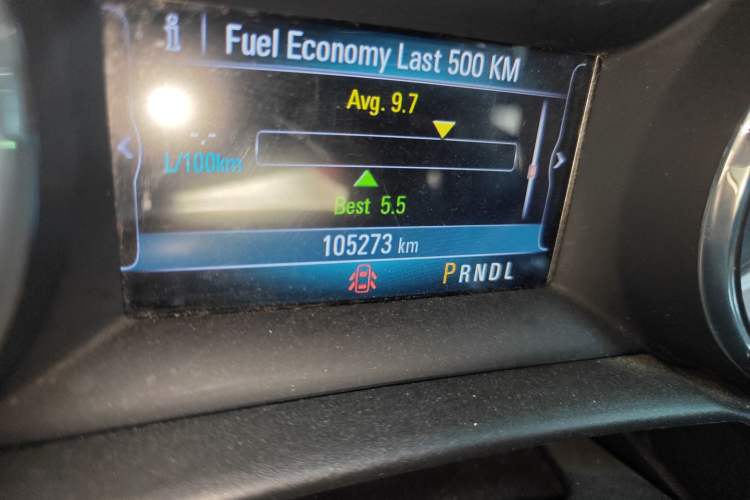 i | Fuel Economy Last 500 KM
Avg. 9.7
-.-
L/100km
Best 5.5
105273 km
PRNDL